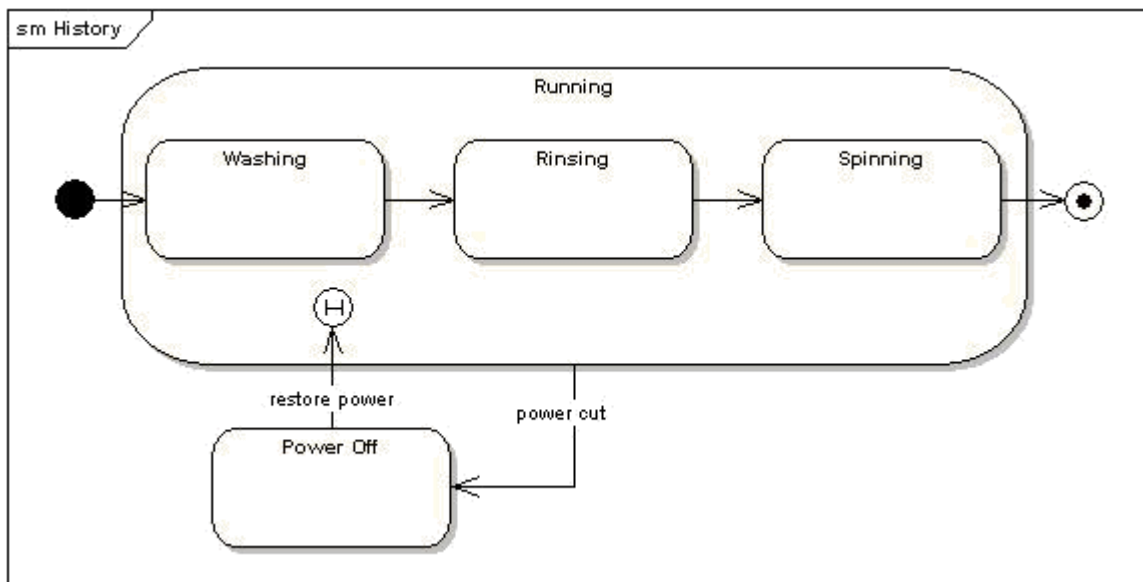 sm History
Running
Washing
Rinsing
Spinning
H
restore power
power cut
Power Off